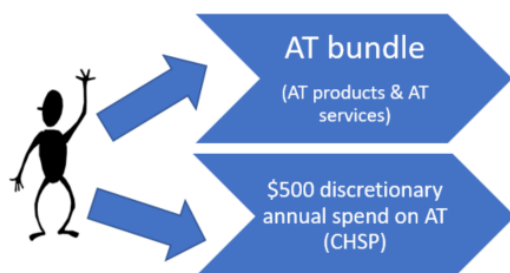 AT bundle
(AT products & AT
services)
$500 discretionary
annual spend on AT
(CHSP)